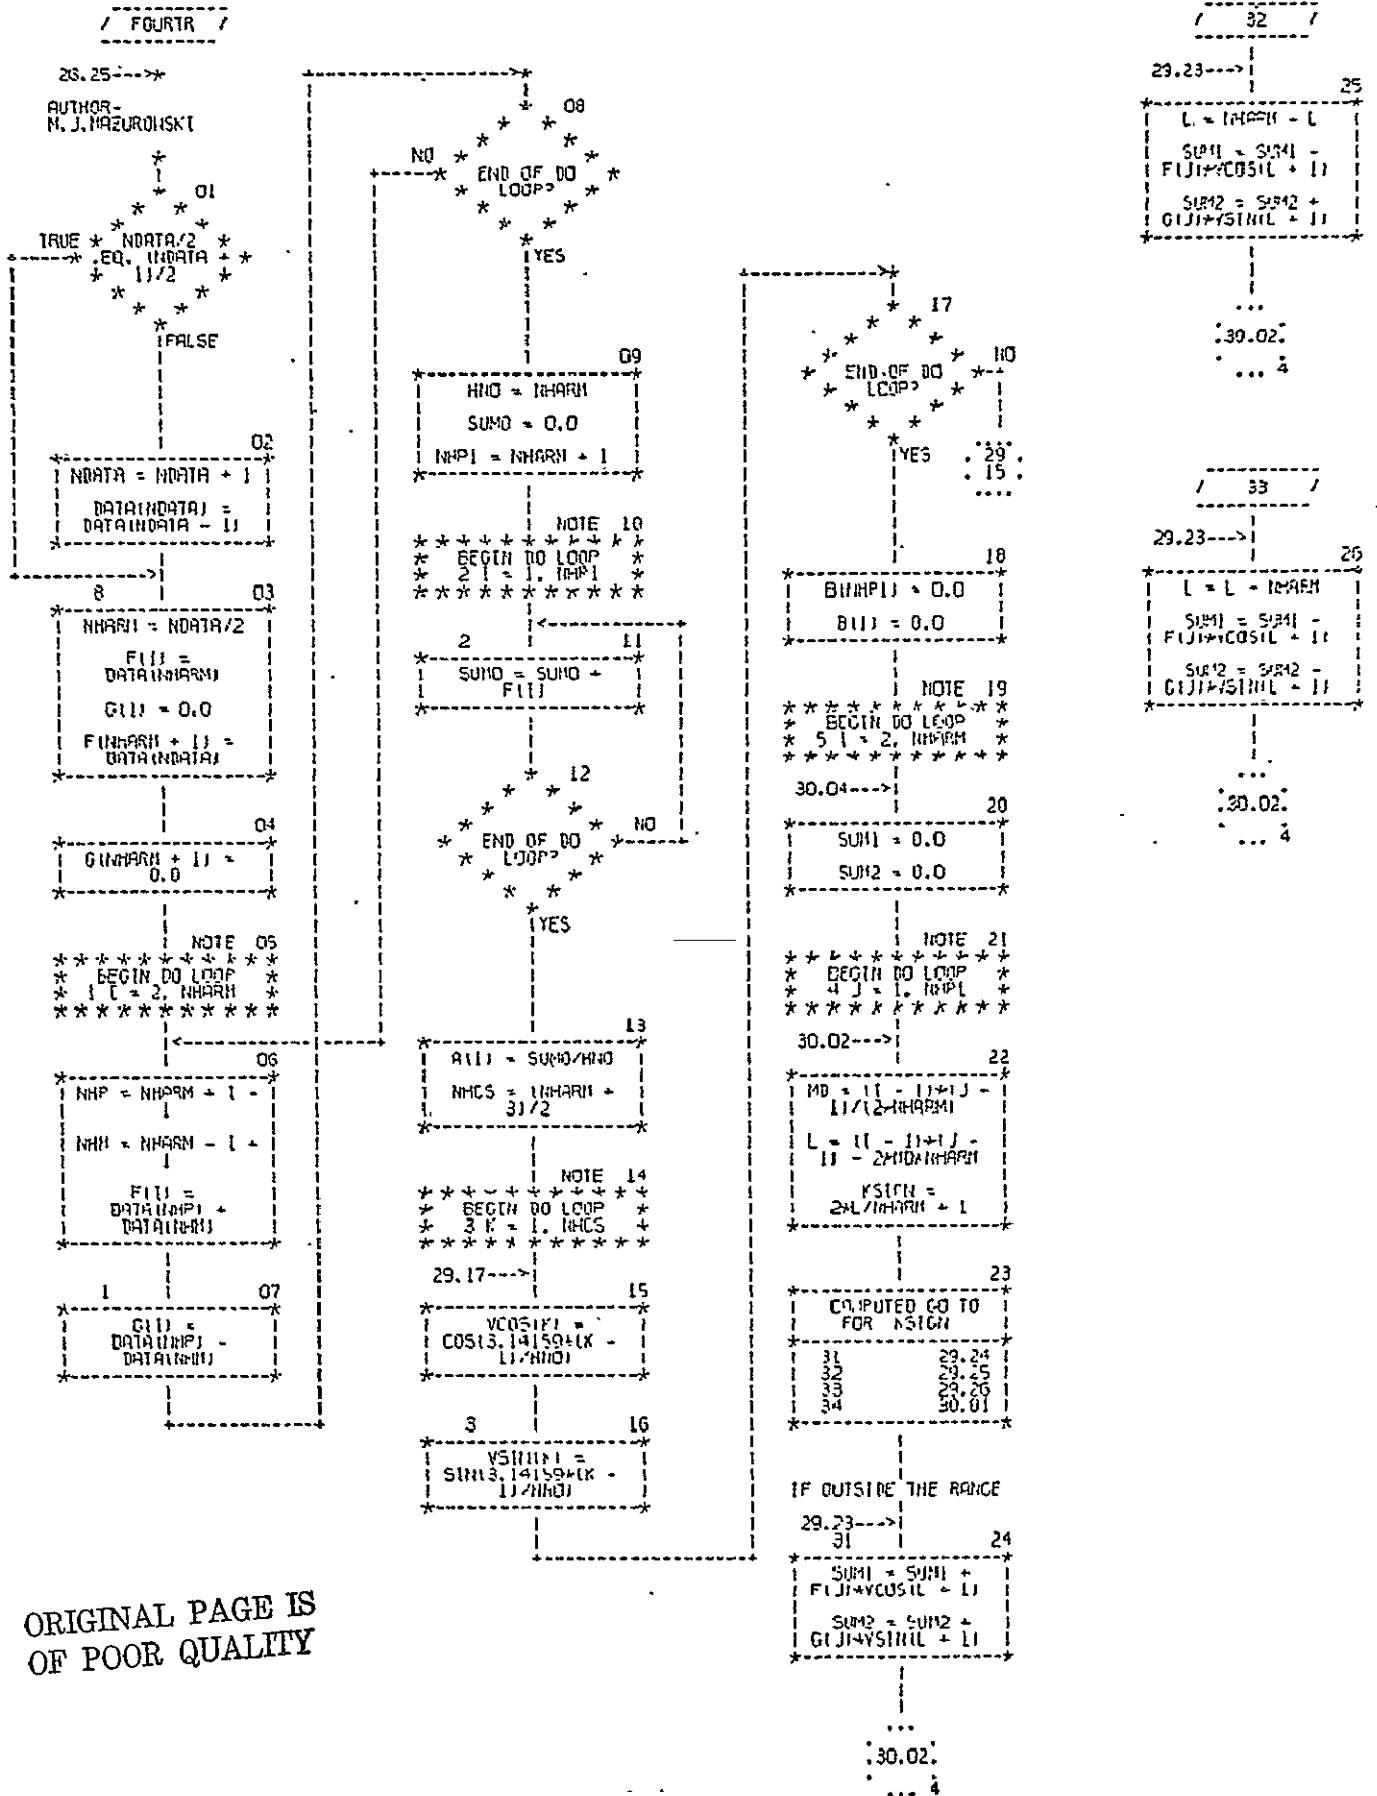 / FOURTR /
28.25--->*
AUTHOR-
M.J.MAZUROWSKI
01
NDATA/2
.EQ. (NDATA +
1)/2
TRUE
FALSE
02
NDATA = NDATA + 1
DATA(NDATA) =
DATA(NDATA - 1)
8 03
NHARM = NDATA/2
F(1) =
DATA(NHARM)
G(1) = 0.0
F(NHARM + 1) =
DATA(NDATA)
04
G(NHARM + 1) =
0.0
NOTE 05
BEGIN DO LOOP
1 I = 2, NHARM
06
NHP = NHARM + I -
1
NHM = NHARM - I +
1
F(I) =
DATA(NHP) +
DATA(NHM)
1 07
G(I) =
DATA(NHP) -
DATA(NHM)
08
END OF DO
LOOP?
NO
YES
09
HNO = NHARM
SUM0 = 0.0
NHP1 = NHARM + 1
NOTE 10
BEGIN DO LOOP
2 I = 1, NHP1
2 11
SUM0 = SUM0 +
F(I)
12
END OF DO
LOOP?
NO
YES
13
A(1) = SUM0/HNO
NHCS = (NHARM +
3)/2
NOTE 14
BEGIN DO LOOP
3 K = 1, NHCS
29.17--->
15
YCOS(K) =
COS(3.14159*(K -
1)/HNO)
3 16
YSIN(K) =
SIN(3.14159*(K -
1)/HNO)
17
END OF DO
LOOP?
NO
29
15
YES
18
B(NHP1) = 0.0
B(1) = 0.0
NOTE 19
BEGIN DO LOOP
5 I = 2, NHARM
30.04--->
20
SUM1 = 0.0
SUM2 = 0.0
NOTE 21
BEGIN DO LOOP
4 J = 1, NHP1
30.02--->
22
MD = (I - 1)*(J -
1)/(2*NHARM)
L = (I - 1)*(J -
1) - 2*MD*NHARM
KSIGN =
2*L/NHARM + 1
23
COMPUTED GO TO
FOR KSIGN
31 29.24
32 29.25
33 29.26
34 30.01
IF OUTSIDE THE RANGE
29.23--->
31 24
SUM1 = SUM1 +
F(J)*YCOS(L + 1)
SUM2 = SUM2 +
G(J)*YSIN(L + 1)
30.02
4
/ 32 /
29.23--->
25
L = NHARM - L
SUM1 = SUM1 -
F(J)*YCOS(L + 1)
SUM2 = SUM2 +
G(J)*YSIN(L + 1)
30.02
4
/ 33 /
29.23--->
26
L = L - NHARM
SUM1 = SUM1 -
F(J)*YCOS(L + 1)
SUM2 = SUM2 -
G(J)*YSIN(L + 1)
30.02
4
ORIGINAL PAGE IS
OF POOR QUALITY